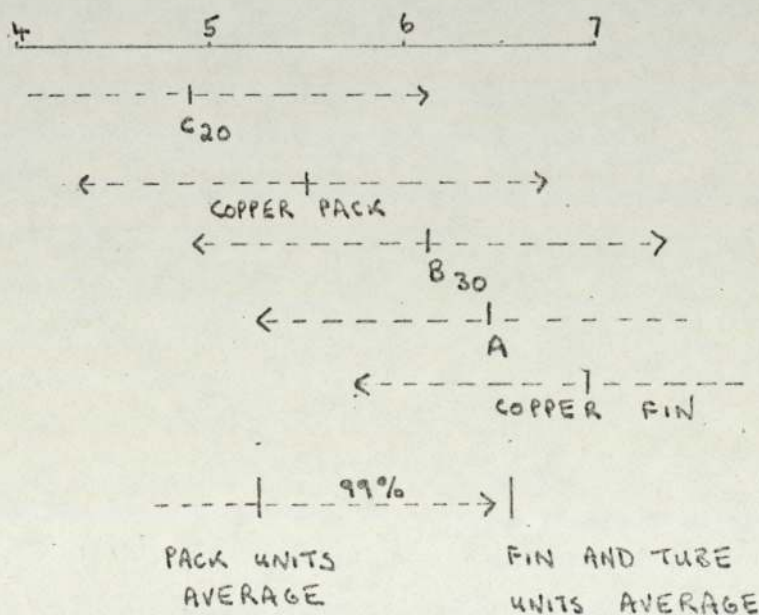 4 5 6 7
C20
COPPER PACK
B30
A
COPPER FIN
99%
PACK UNITS AVERAGE
FIN AND TUBE UNITS AVERAGE